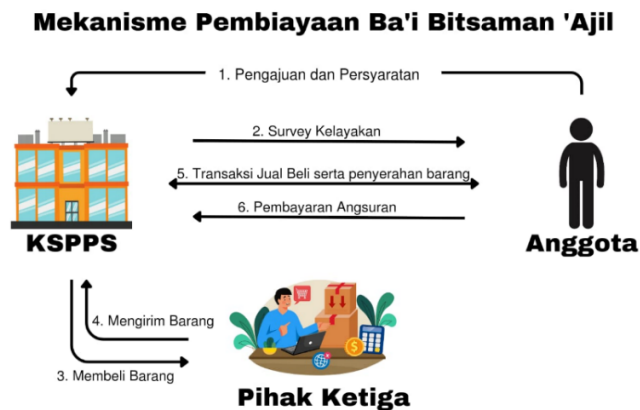 Mekanisme Pembiayaan Ba'i Bitsaman 'Ajil
1. Pengajuan dan Persyaratan
2. Survey Kelayakan
5. Transaksi Jual Beli serta penyerahan barang
6. Pembayaran Angsuran
KSPPS
Anggota
4. Mengirim Barang
3. Membeli Barang
Pihak Ketiga